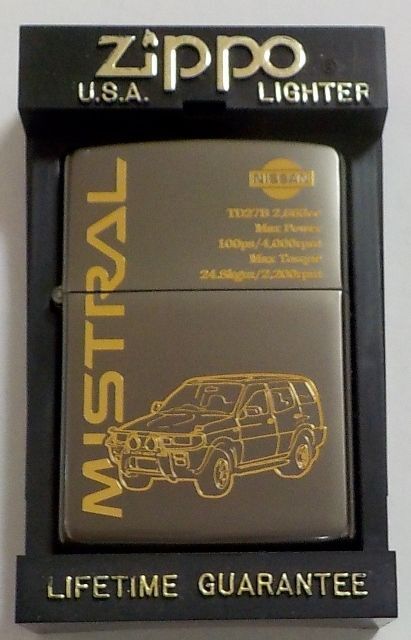 Zippo
U.S.A. LIGHTER
MISTRAL
NISSAN
TD27B 2,660cc
Max Power
100ps/4,000rpm
Max Torque
24.5kgm/2,200rpm
LIFETIME GUARANTEE